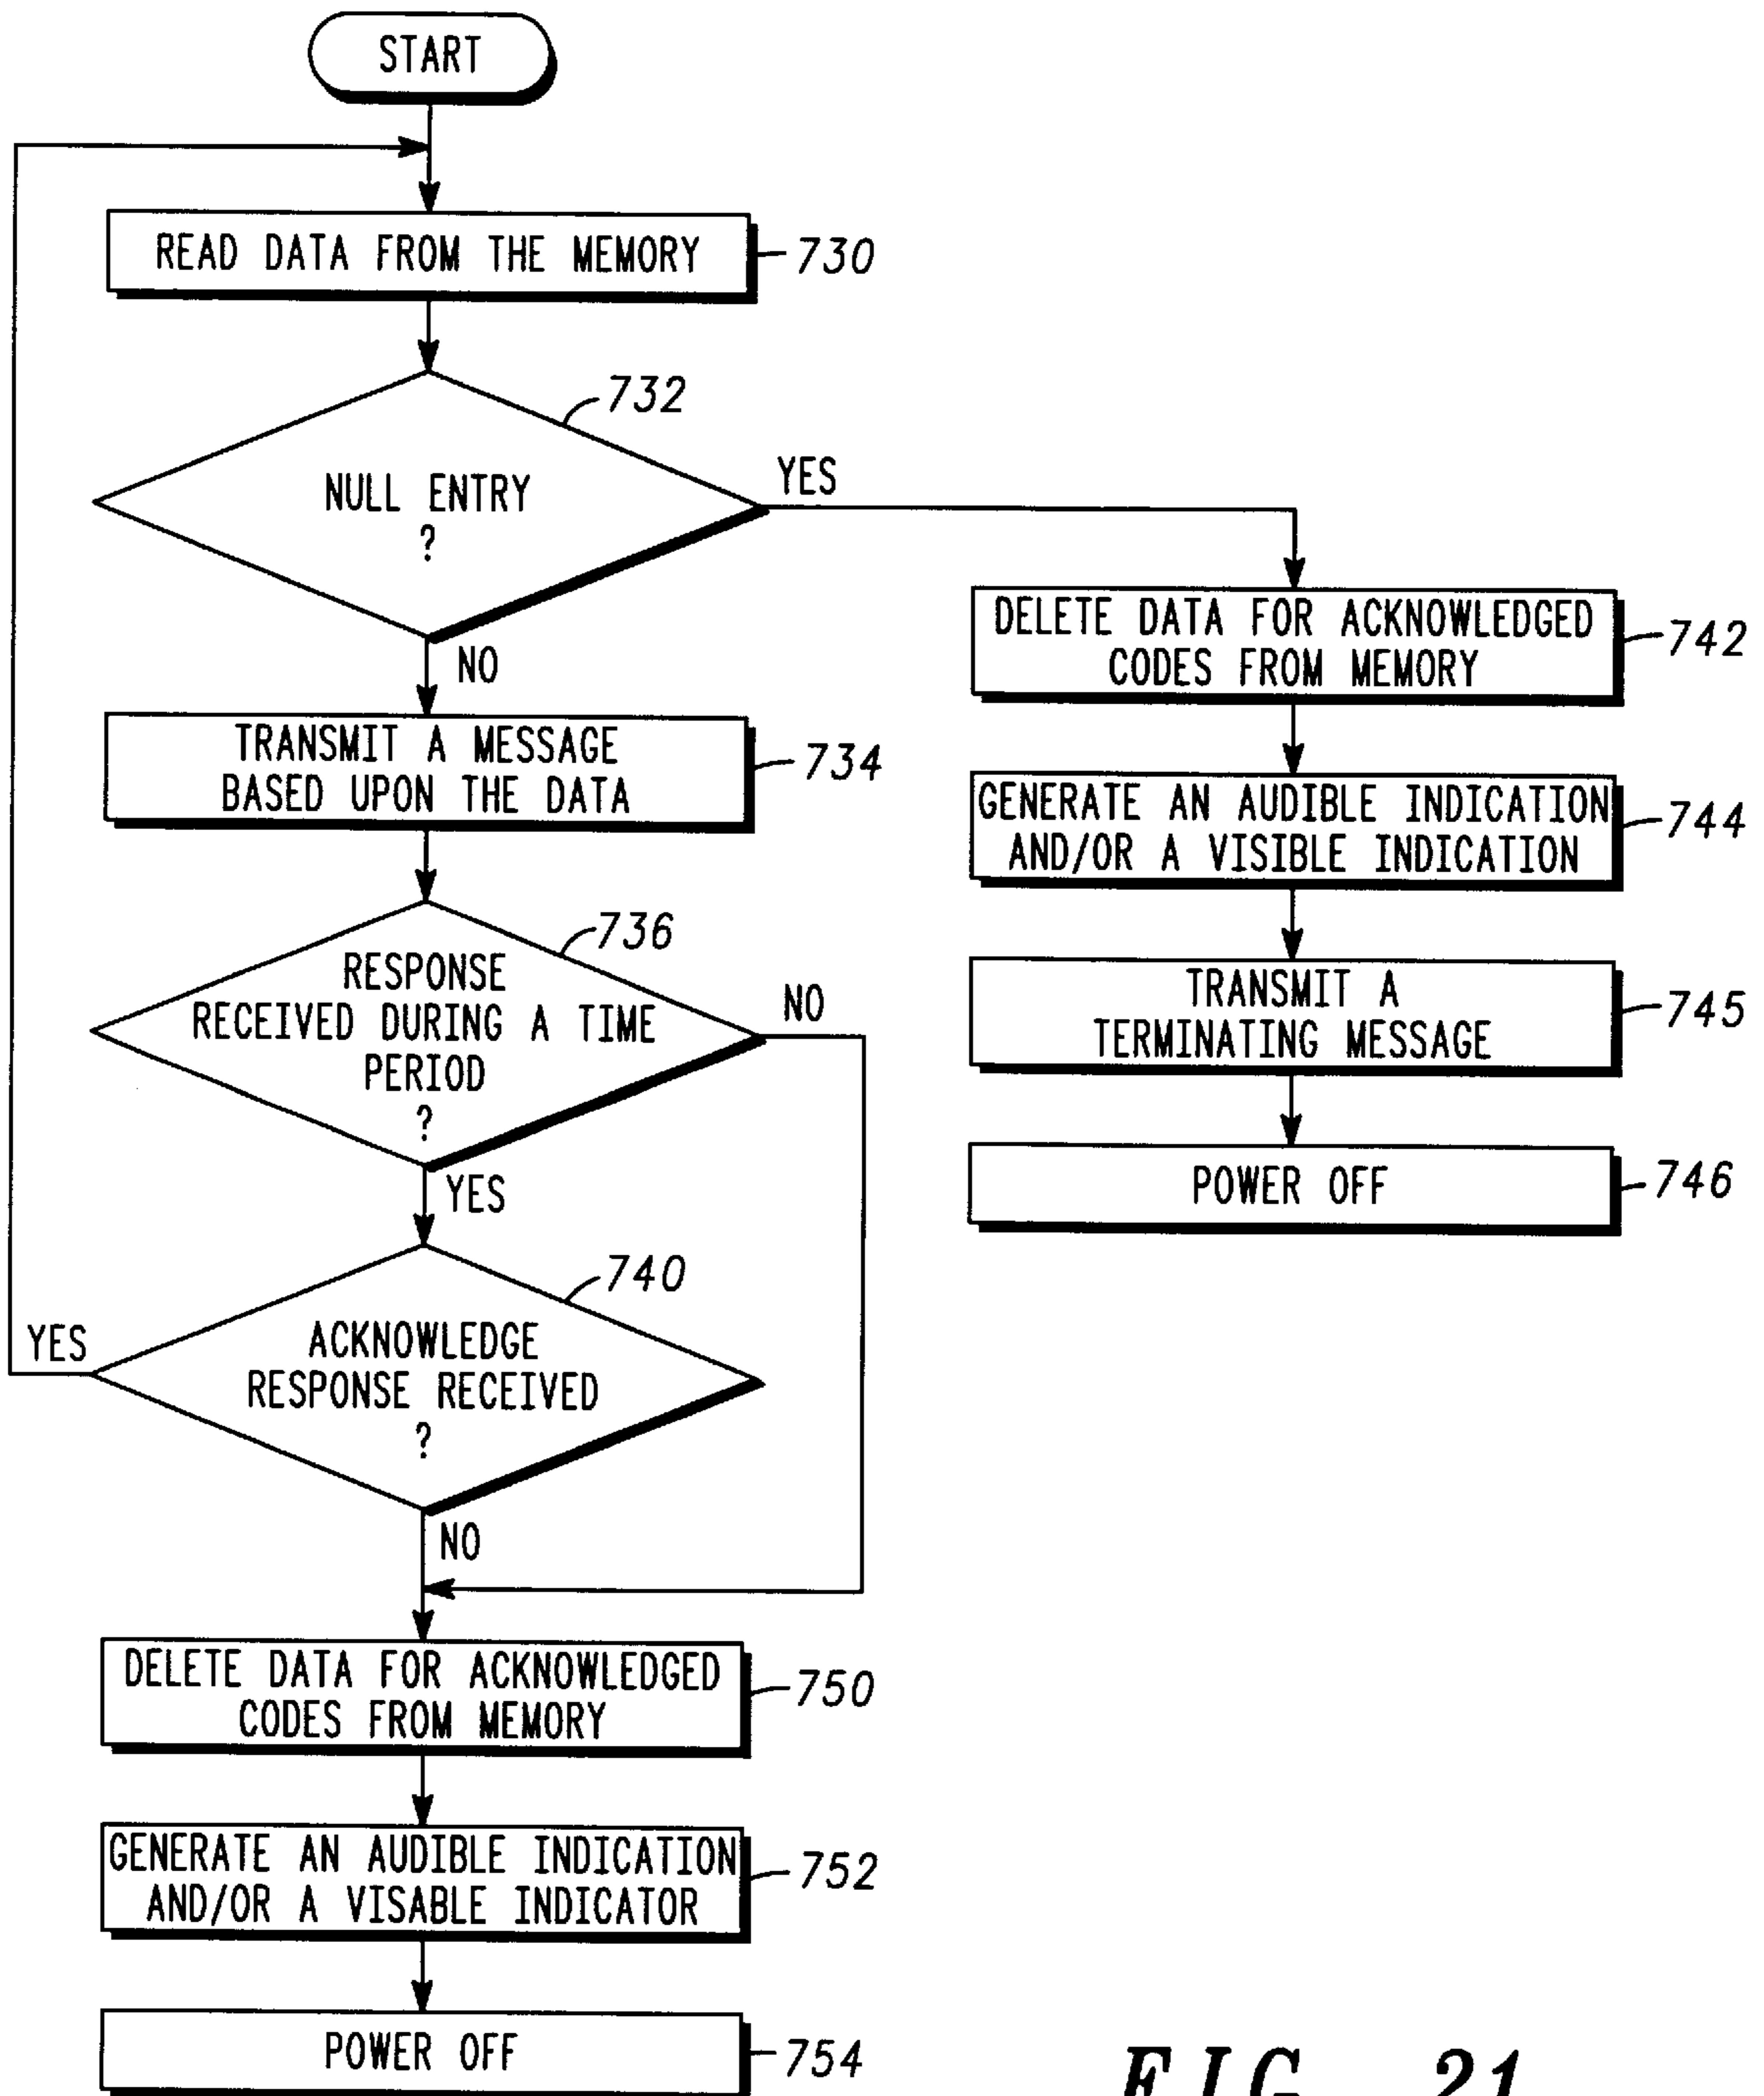 START
READ DATA FROM THE MEMORY
730
732
NULL ENTRY
?
YES
NO
DELETE DATA FOR ACKNOWLEDGED
CODES FROM MEMORY
742
TRANSMIT A MESSAGE
BASED UPON THE DATA
734
GENERATE AN AUDIBLE INDICATION
AND/OR A VISIBLE INDICATION
744
736
RESPONSE
RECEIVED DURING A TIME
PERIOD
?
NO
YES
TRANSMIT A
TERMINATING MESSAGE
745
POWER OFF
746
740
ACKNOWLEDGE
RESPONSE RECEIVED
?
YES
NO
DELETE DATA FOR ACKNOWLEDGED
CODES FROM MEMORY
750
GENERATE AN AUDIBLE INDICATION
AND/OR A VISABLE INDICATOR
752
POWER OFF
754
FIG. 21